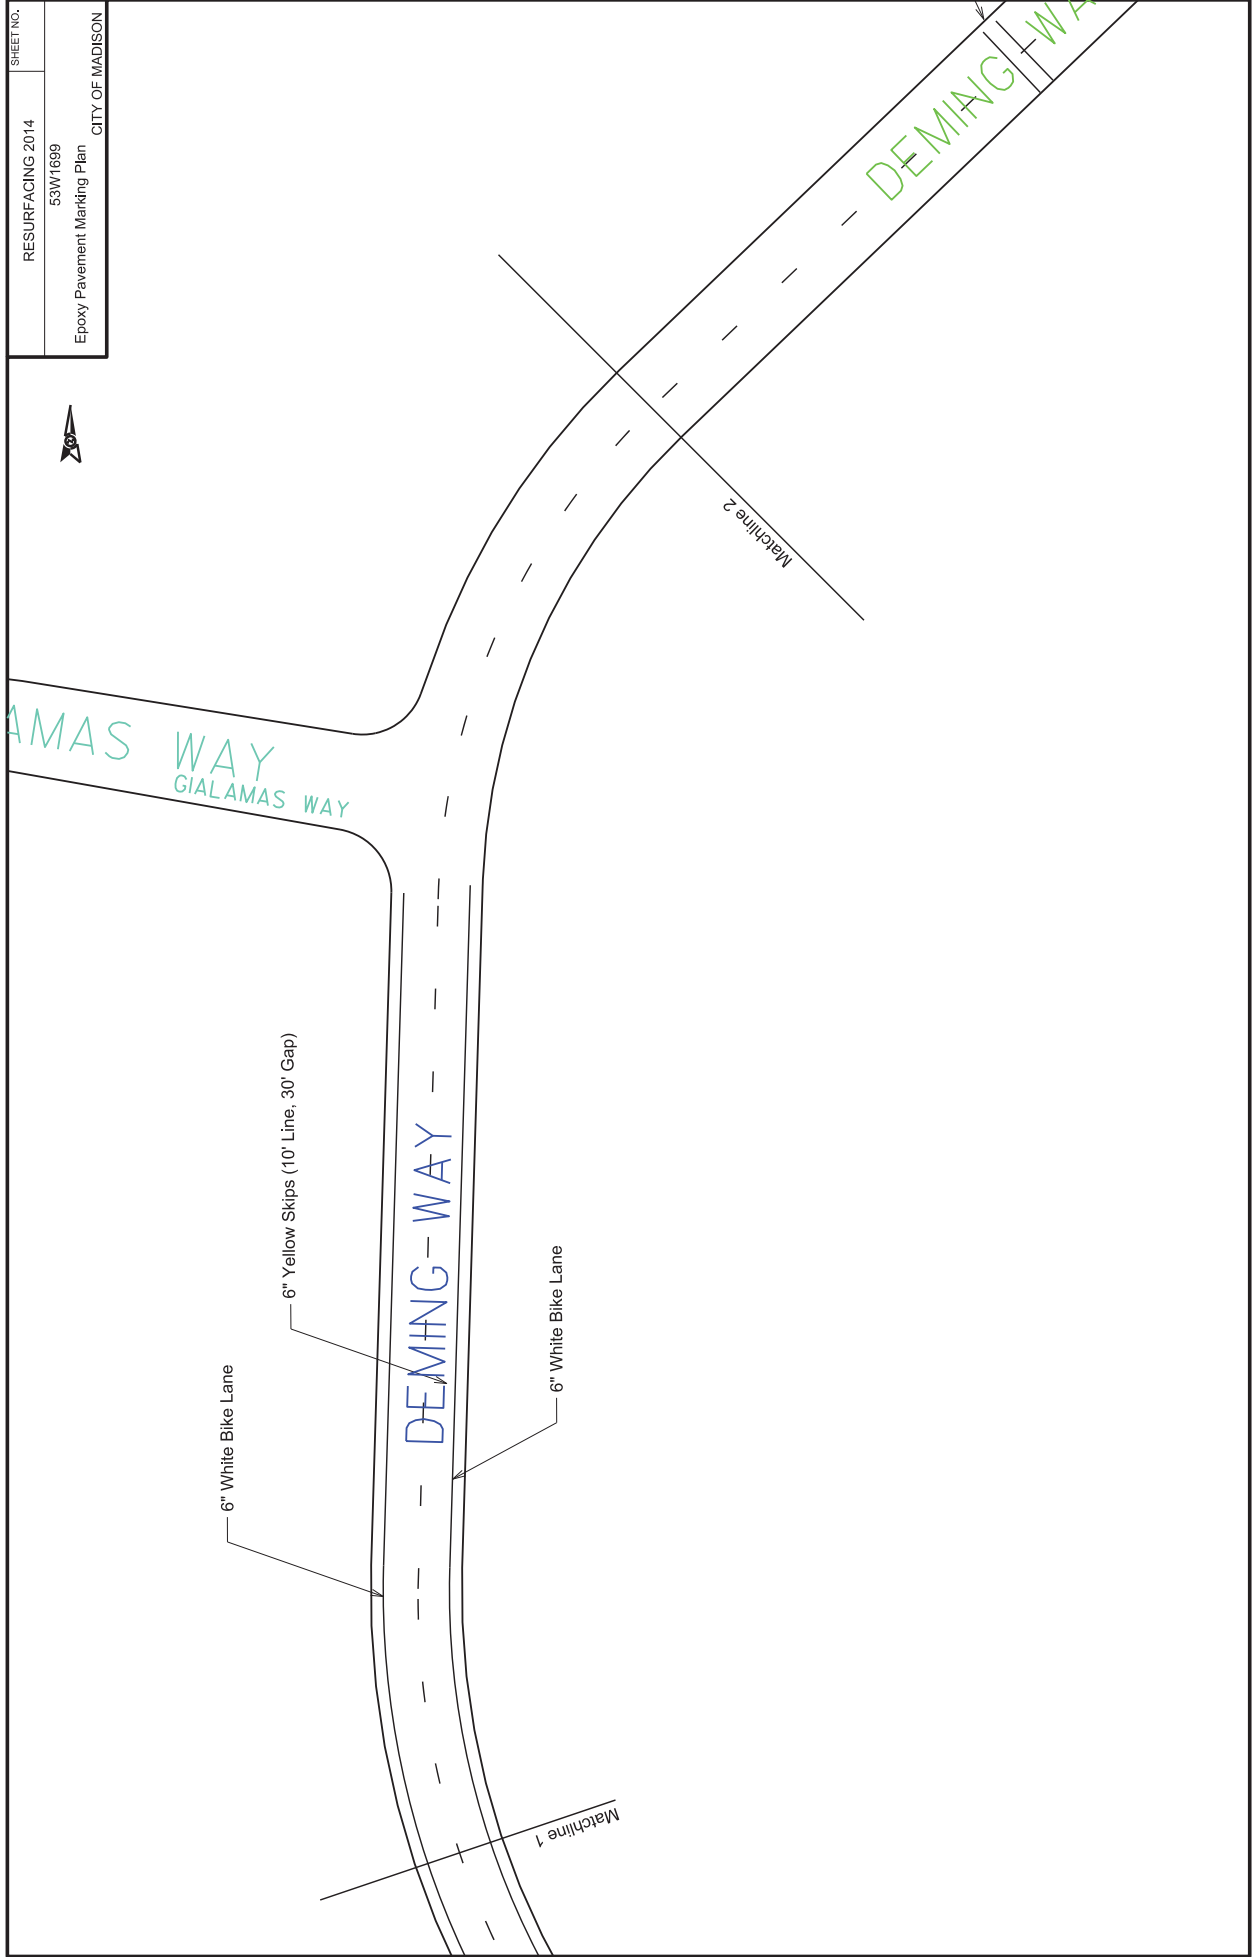 SHEET NO.
RESURFACING 2014
53W1699
Epoxy Pavement Marking Plan
CITY OF MADISON
AMAS WAY
GIALAMAS WAY
DEMING WA
Matchline 2
6" Yellow Skips (10' Line, 30' Gap)
DEMING WAY
6" White Bike Lane
6" White Bike Lane
Matchline 1